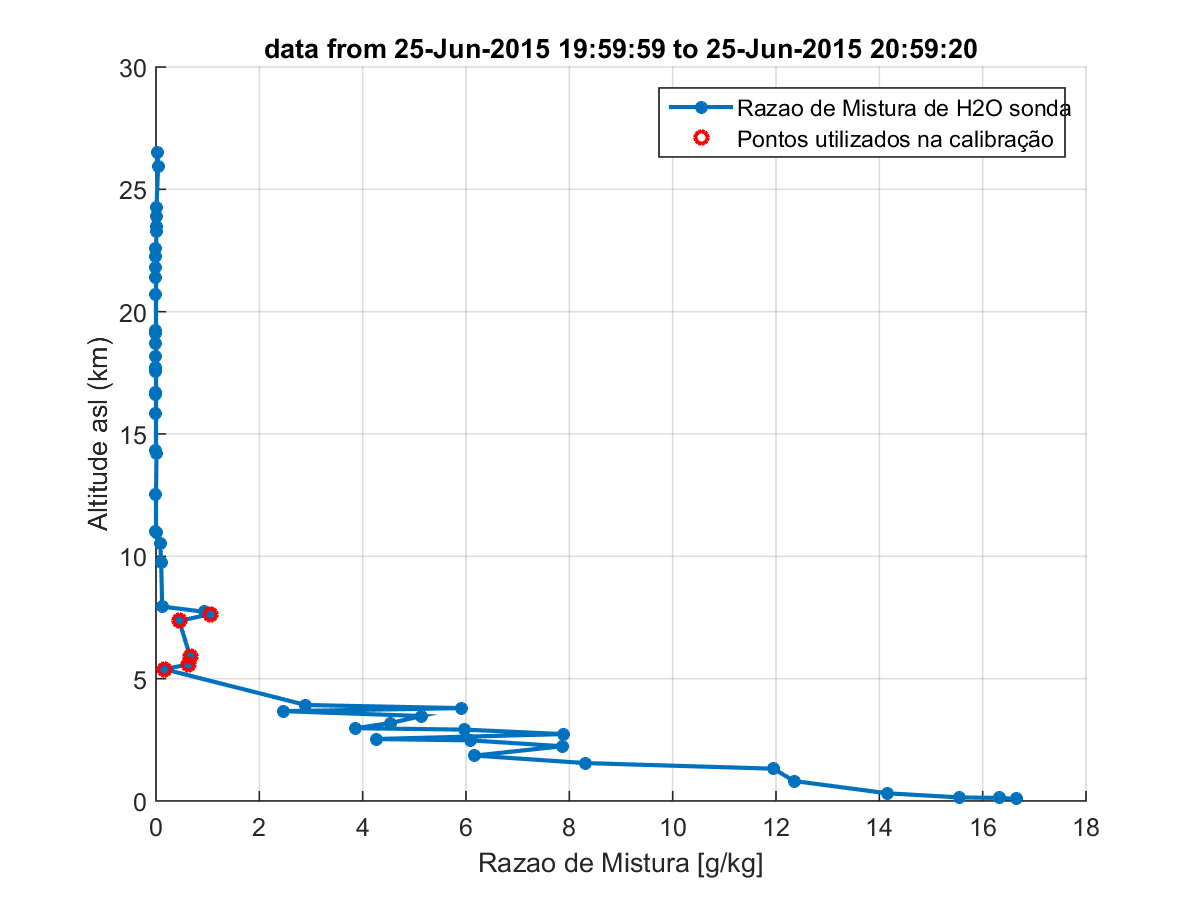 data from 25-Jun-2015 19:59:59 to 25-Jun-2015 20:59:20
Razao de Mistura de H2O sonda
Pontos utilizados na calibração
30
25
20
15
10
5
0
Altitude asl (km)
0 2 4 6 8 10 12 14 16 18
Razao de Mistura [g/kg]